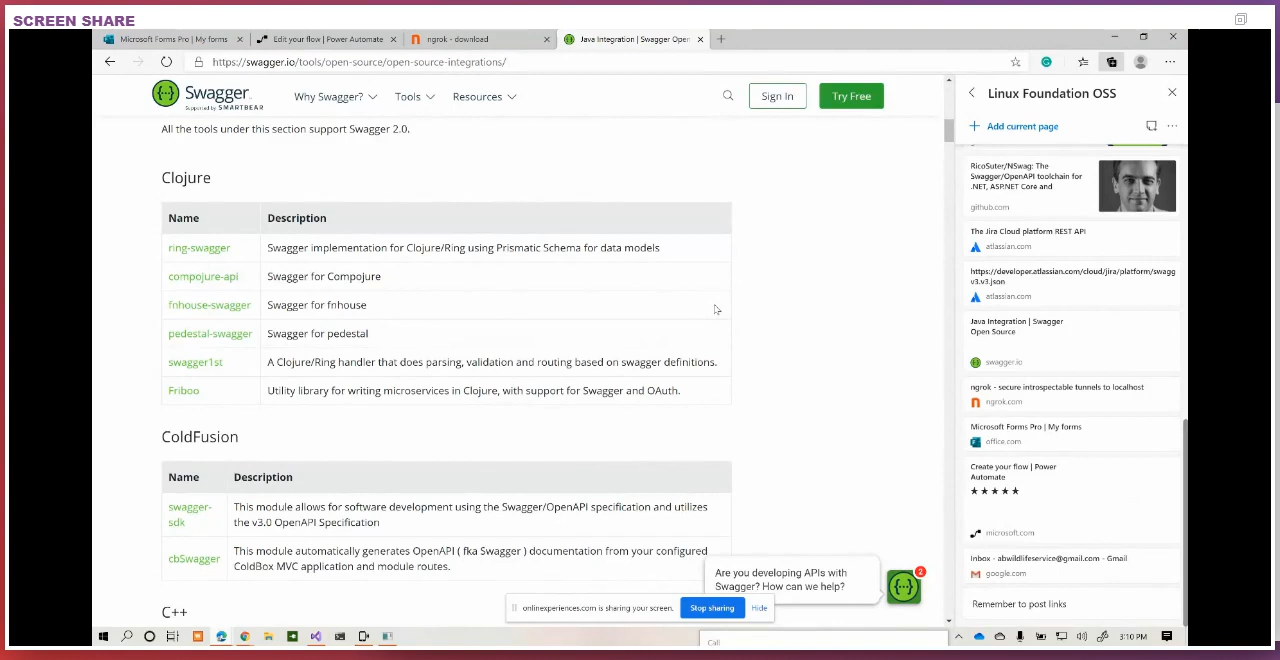 SCREEN SHARE
Microsoft Forms Pro | My forms
Edit your flow | Power Automate
ngrok - download
Java Integration | Swagger Open
https://swagger.io/tools/open-source/open-source-integrations/
Swagger
Supported by SMARTBEAR
Why Swagger?
Tools
Resources
Sign In
Try Free
All the tools under this section support Swagger 2.0.
Clojure
Name Description
ring-swagger Swagger implementation for Clojure/Ring using Prismatic Schema for data models
compojure-api Swagger for Compojure
fnhouse-swagger Swagger for fnhouse
pedestal-swagger Swagger for pedestal
swagger1st A Clojure/Ring handler that does parsing, validation and routing based on swagger definitions.
Friboo Utility library for writing microservices in Clojure, with support for Swagger and OAuth.
ColdFusion
Name Description
swagger-sdk This module allows for software development using the Swagger/OpenAPI specification and utilizes
the v3.0 OpenAPI Specification
cbSwagger This module automatically generates OpenAPI ( fka Swagger ) documentation from your configured
ColdBox MVC application and module routes.
C++
Are you developing APIs with
Swagger? How can we help?
2
onlinexperiences.com is sharing your screen.
Stop sharing
Hide
Linux Foundation OSS
Add current page
RicoSuter/NSwag: The
Swagger/OpenAPI toolchain for
.NET, ASP.NET Core and
github.com
The Jira Cloud platform REST API
atlassian.com
https://developer.atlassian.com/cloud/jira/platform/swagg
v3.v3.json
atlassian.com
Java Integration | Swagger
Open Source
swagger.io
ngrok - secure introspectable tunnels to localhost
ngrok.com
Microsoft Forms Pro | My forms
office.com
Create your flow | Power
Automate
microsoft.com
Inbox - abwildlifeservice@gmail.com - Gmail
google.com
Remember to post links
Call
3:10 PM